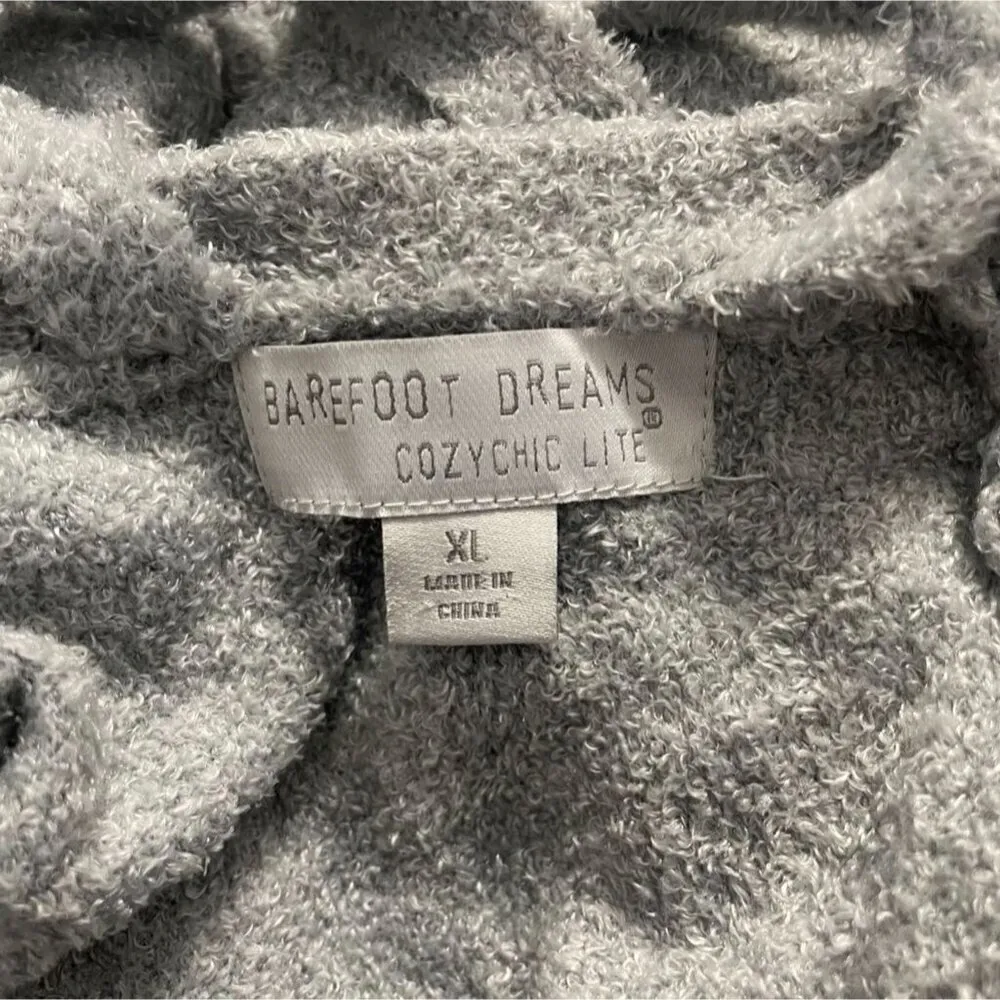 BAREFOOT DREAMS®
COZYCHIC LITE
XL
MADE IN
CHINA